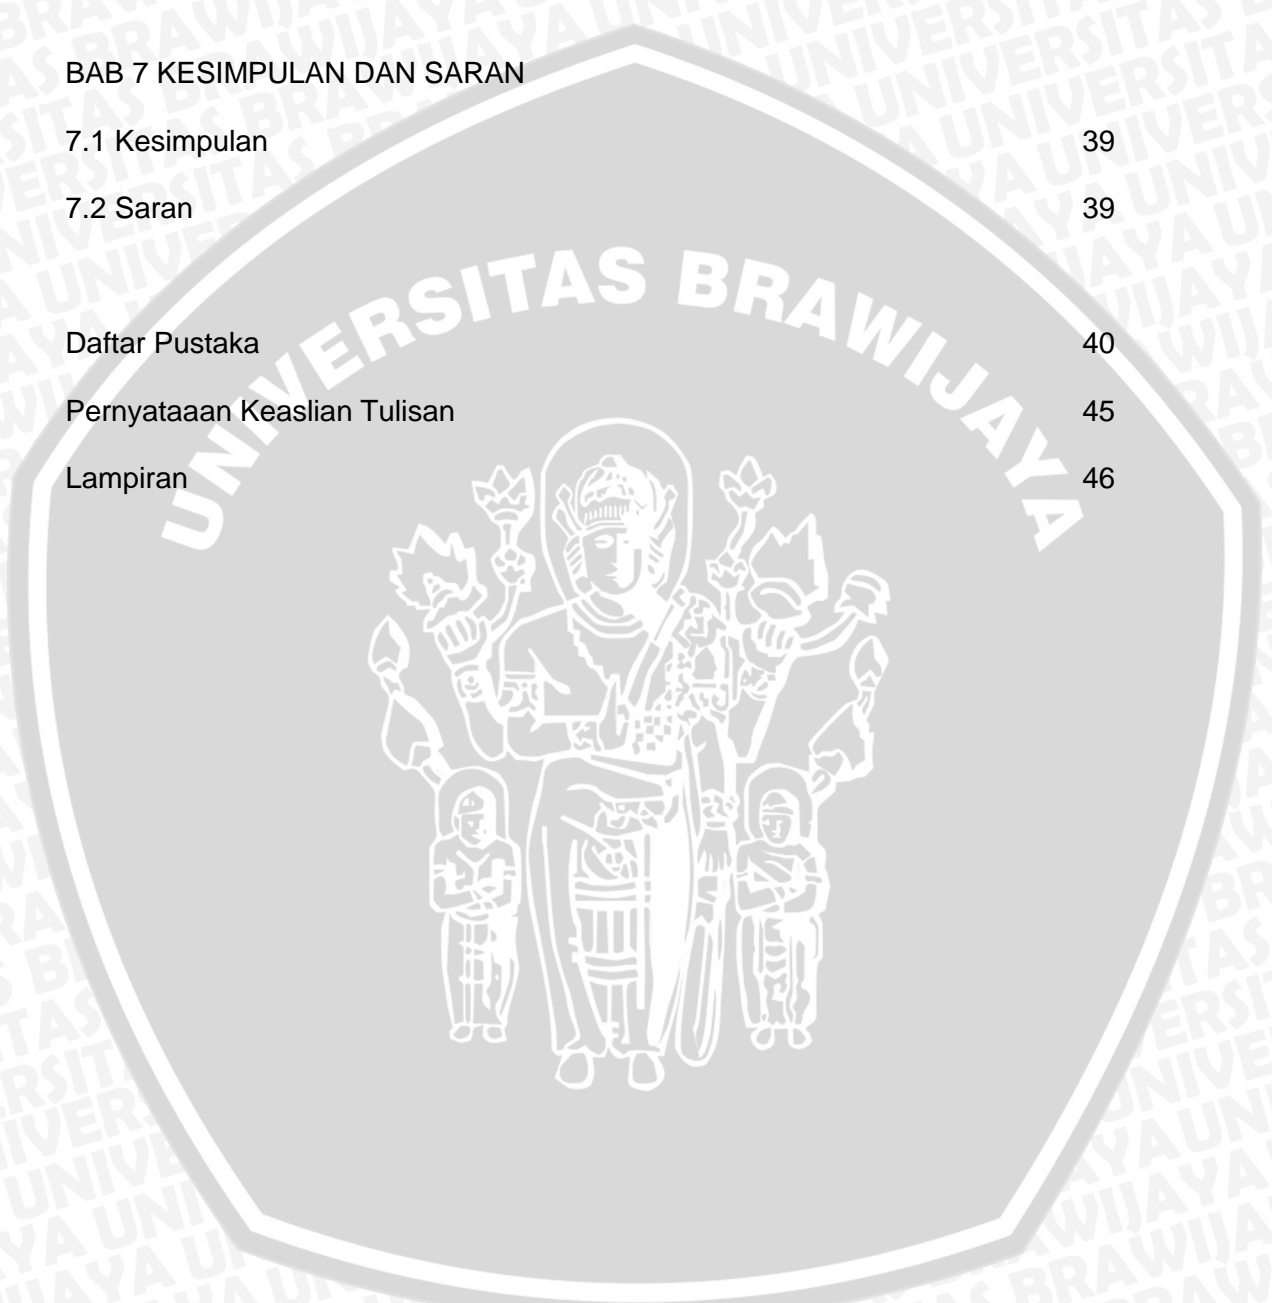 BAB 7 KESIMPULAN DAN SARAN
7.1 Kesimpulan 39
7.2 Saran 39
UNIVERSITAS BRAWIJAYA
Daftar Pustaka 40
Pernyataaan Keaslian Tulisan 45
Lampiran 46